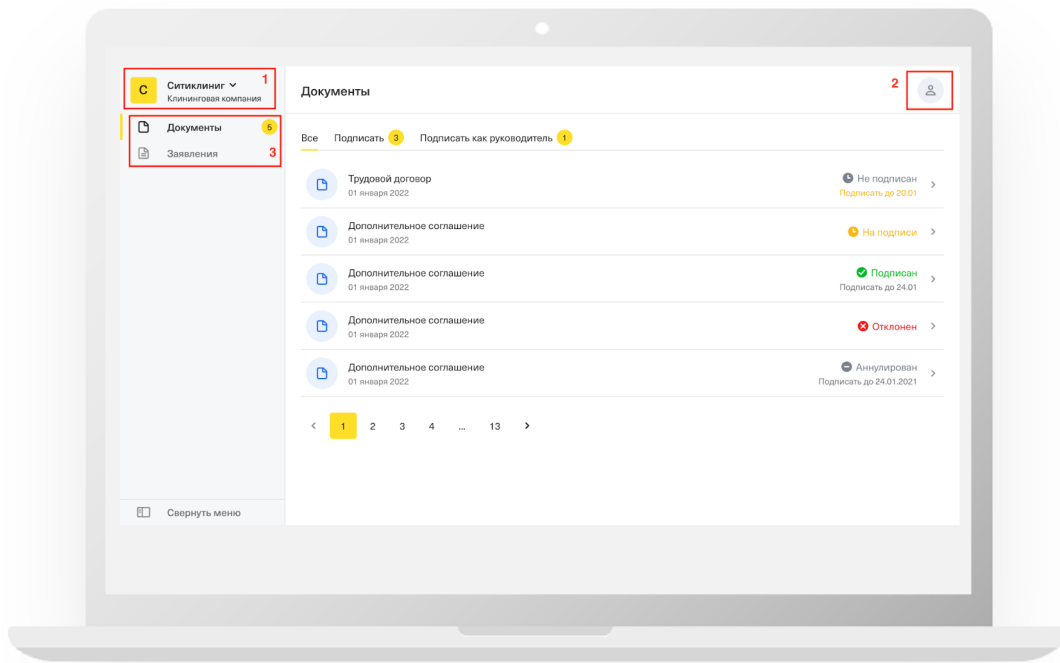 С
Ситиклиниг
1
Клининговая компания
Документы
5
Заявления
3
Свернуть меню
Документы
2
Все
Подписать 3
Подписать как руководитель 1
Трудовой договор
01 января 2022
Не подписан
Подписать до 20.01
Дополнительное соглашение
01 января 2022
На подписи
Дополнительное соглашение
01 января 2022
Подписан
Подписать до 24.01
Дополнительное соглашение
01 января 2022
Отклонен
Дополнительное соглашение
01 января 2022
Аннулирован
Подписать до 24.01.2021
1 2 3 4 ... 13